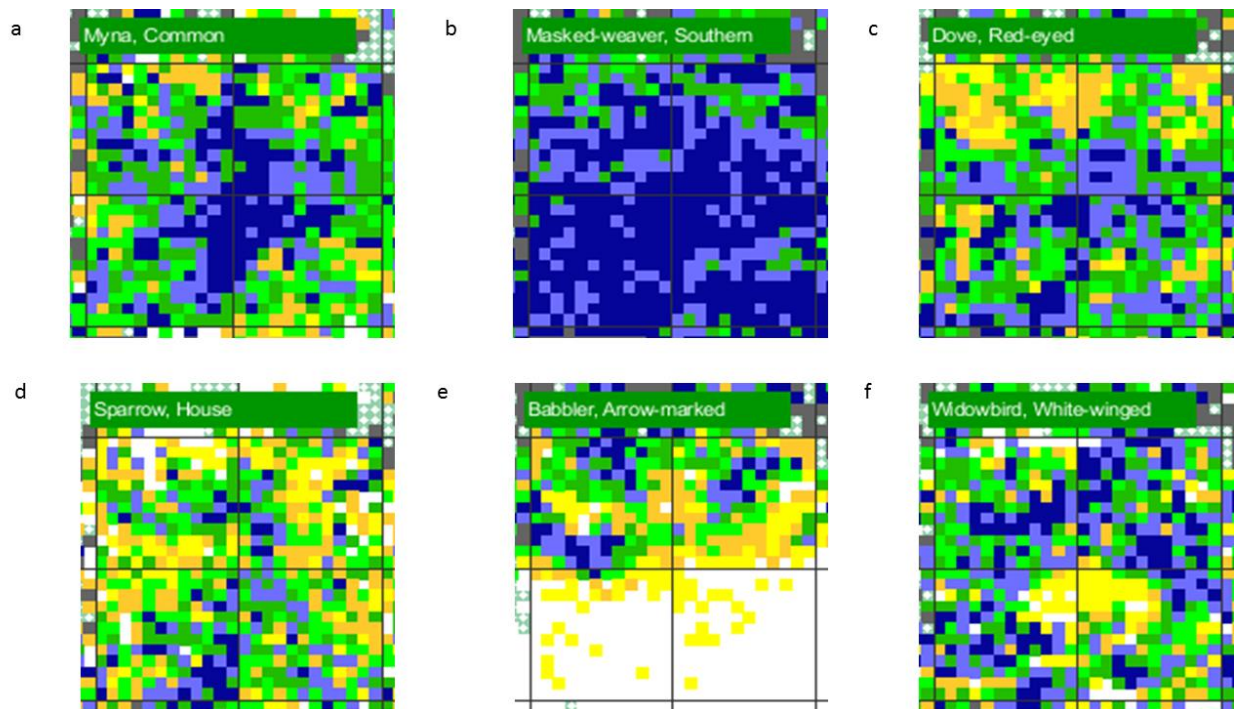 a
Myna, Common
b
Masked-weaver, Southern
c
Dove, Red-eyed
d
Sparrow, House
e
Babbler, Arrow-marked
f
Widowbird, White-winged